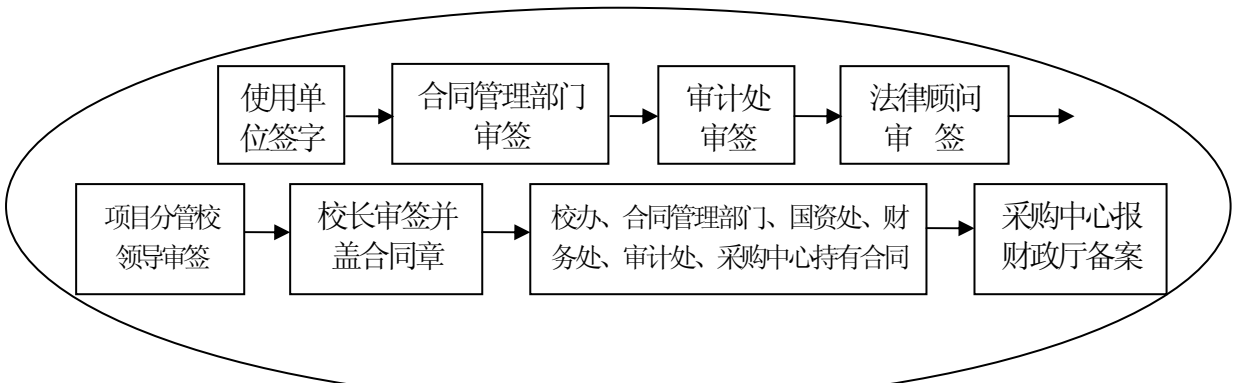 使用单
位签字
合同管理部门
审签
审计处
审签
法律顾问
审 签
项目分管校
领导审签
校长审签并
盖合同章
校办、合同管理部门、国资处、财
务处、审计处、采购中心持有合同
采购中心报
财政厅备案